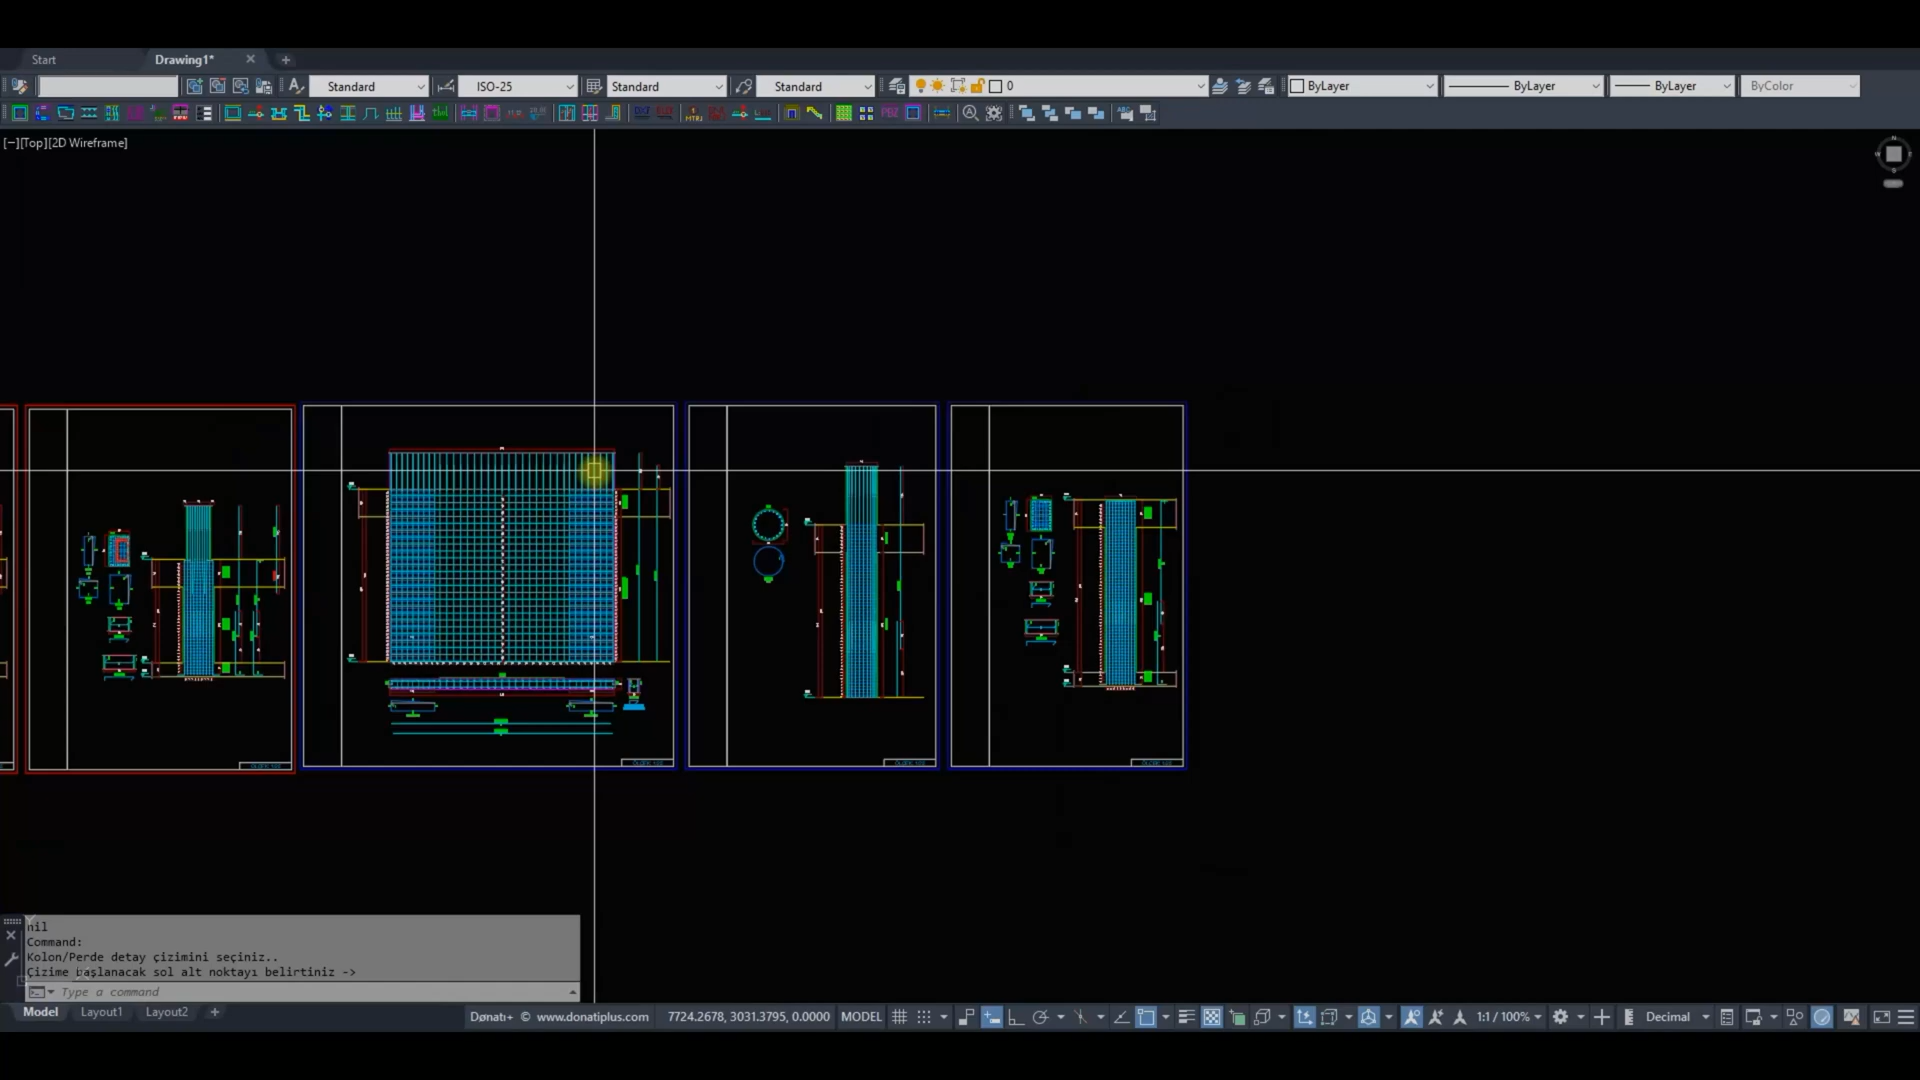 Start
Drawing1*
Standard
ISO-25
Standard
Standard
0
ByLayer
ByLayer
ByLayer
ByColor
[−][Top][2D Wireframe]
nil
Command:
Kolon/Perde detay çizimini seçiniz..
Çizime başlanacak sol alt noktayı belirtiniz ->
Type a command
Model
Layout1
Layout2
Dønatı+ © www.donatiplus.com
7724.2678, 3031.3795, 0.0000
MODEL
1:1 / 100%
Decimal